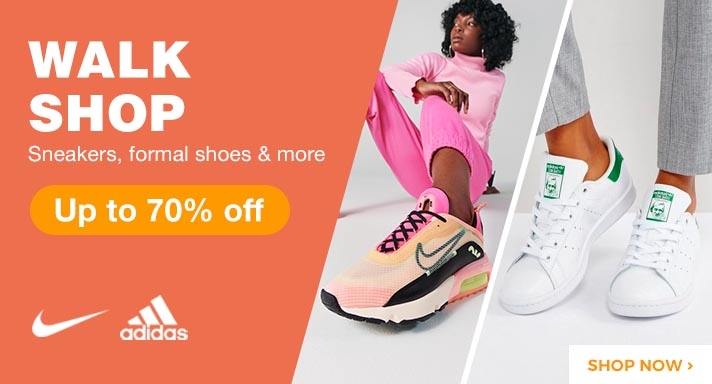 WALK
SHOP
Sneakers, formal shoes & more
Up to 70% off
adidas
SHOP NOW ›